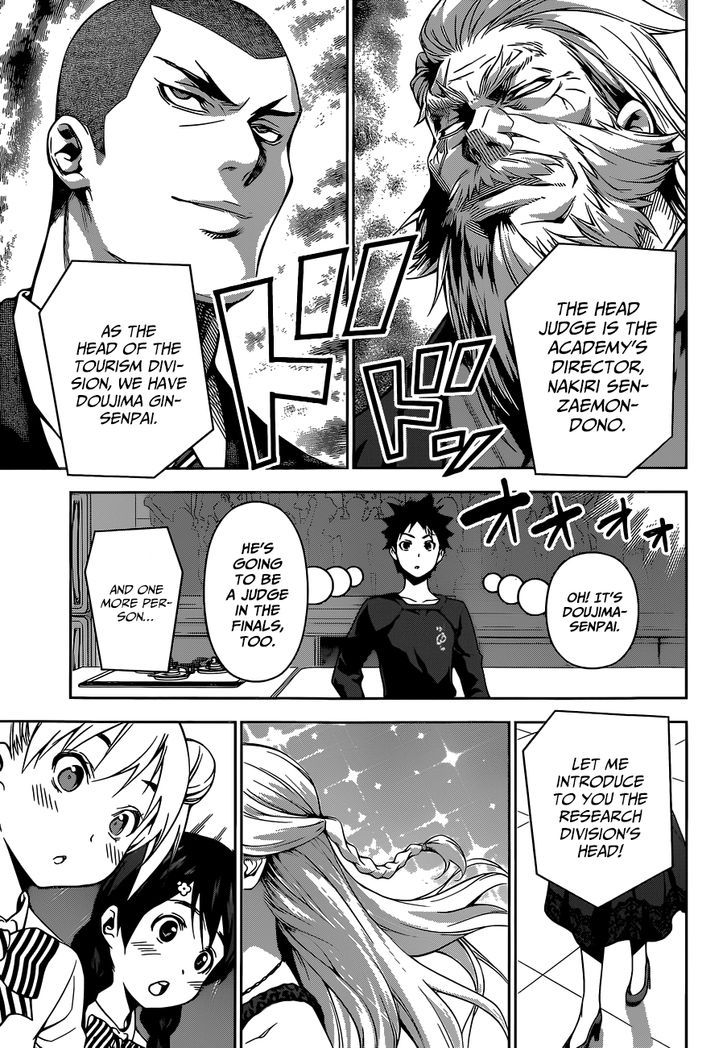 THE HEAD
JUDGE IS THE
ACADEMY'S
DIRECTOR,
NAKIRI SEN-
ZAEMON-
DONO.
ドドン
AS THE
HEAD OF THE
TOURISM DIVI-
SION, WE HAVE
DOUJIMA GIN-
SENPAI.
ドド
オオオオ
OH! IT'S
DOUJIMA-
SENPAI.
HE'S
GOING TO
BE A
JUDGE
IN THE
FINALS,
TOO.
AND ONE
MORE PER-
SON...
LET ME
INTRODUCE
TO YOU THE
RESEARCH
DIVISION'S
HEAD!